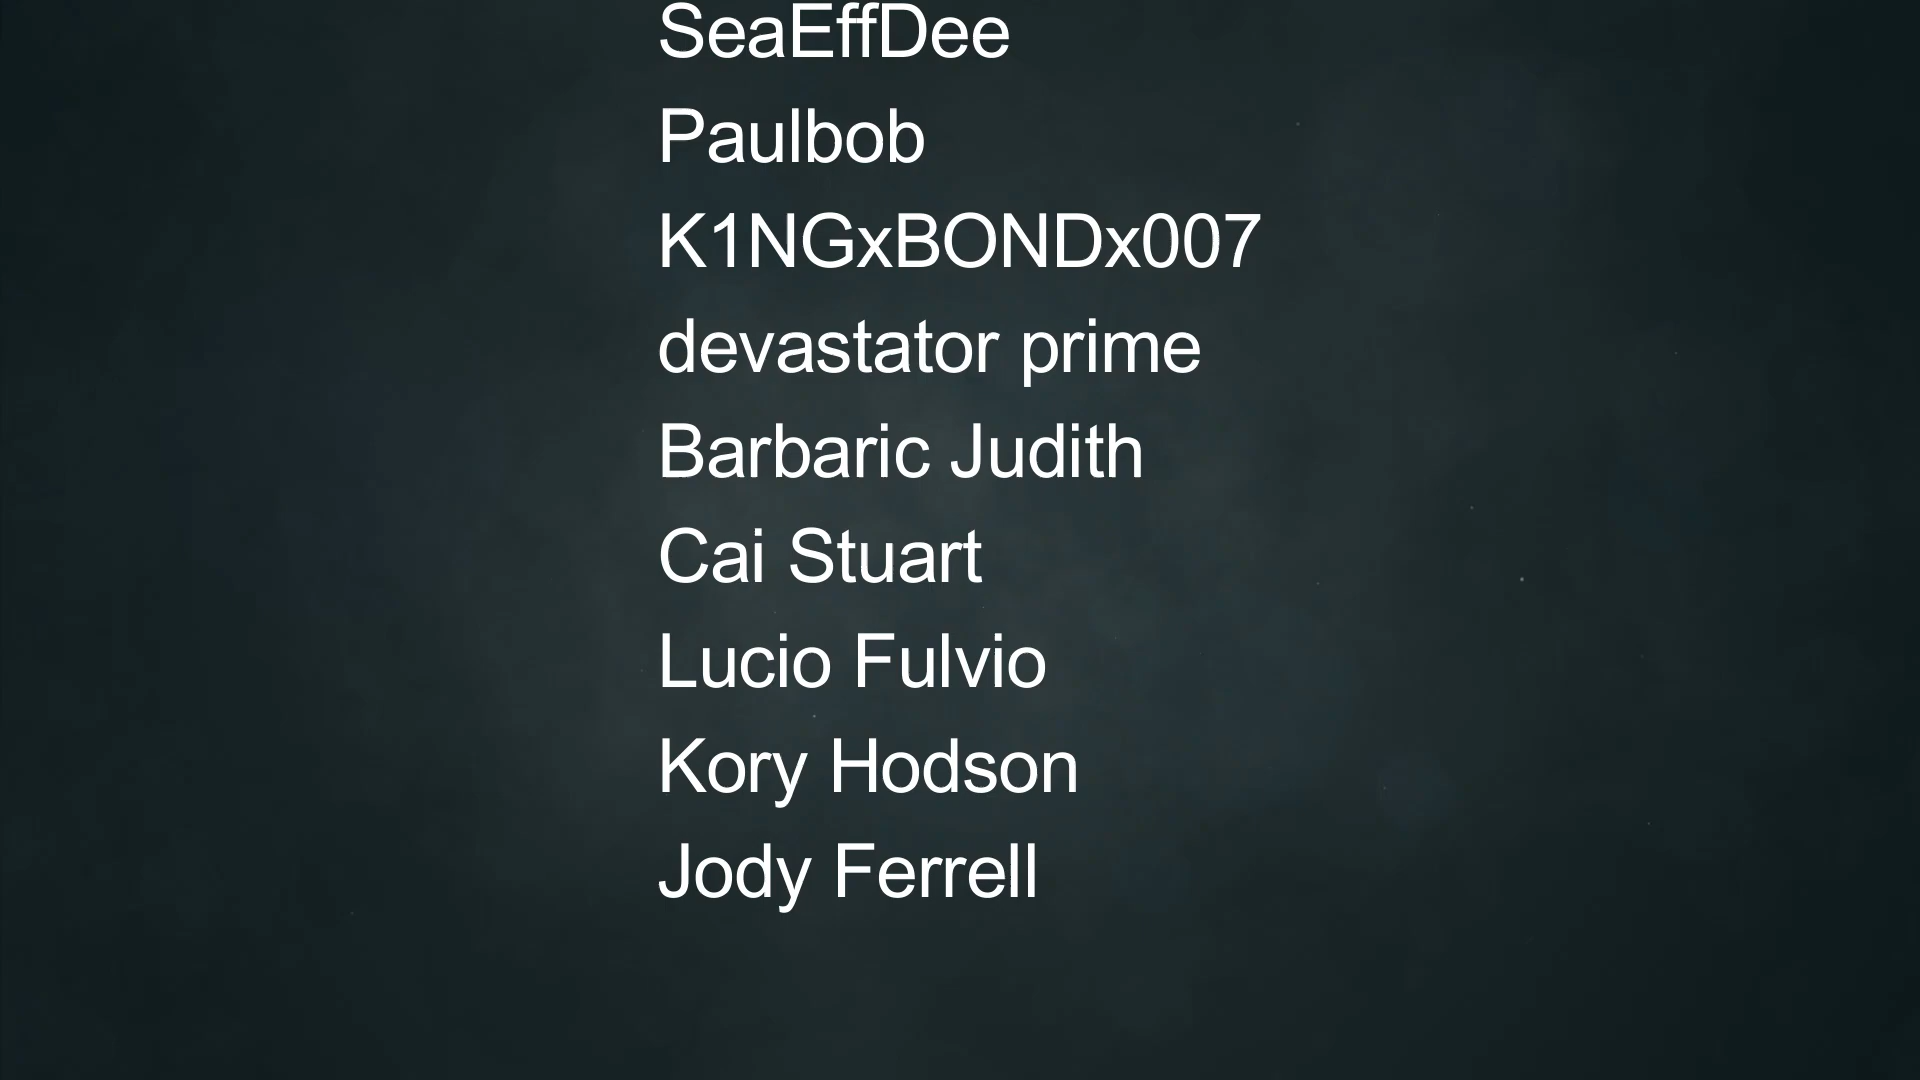 SeaEffDee
Paulbob
K1NGxBONDx007
devastator prime
Barbaric Judith
Cai Stuart
Lucio Fulvio
Kory Hodson
Jody Ferrell